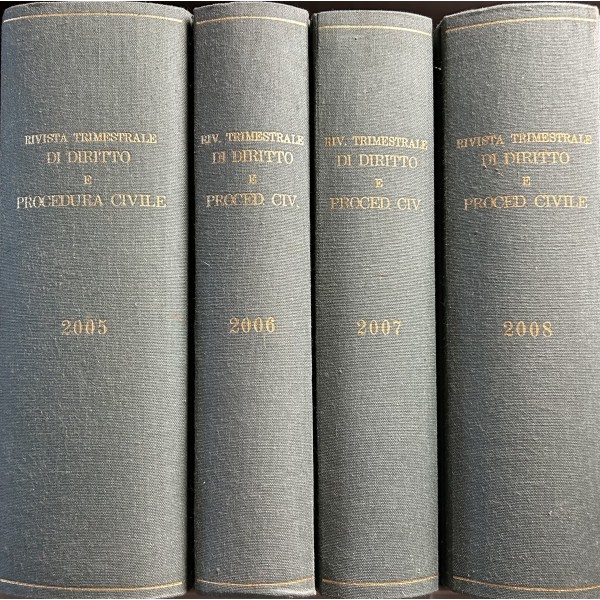 RIVISTA TRIMESTRALE
DI DIRITTO
E
PROCEDURA CIVILE
2005
RIV. TRIMESTRALE
DI DIRITTO
E
PROCED CIV.
2006
RIV. TRIMESTRALE
DI DIRITTO
E
PROCED CIV.
2007
RIVISTA TRIMESTRALE
DI DIRITTO
E
PROCED CIVILE
2008